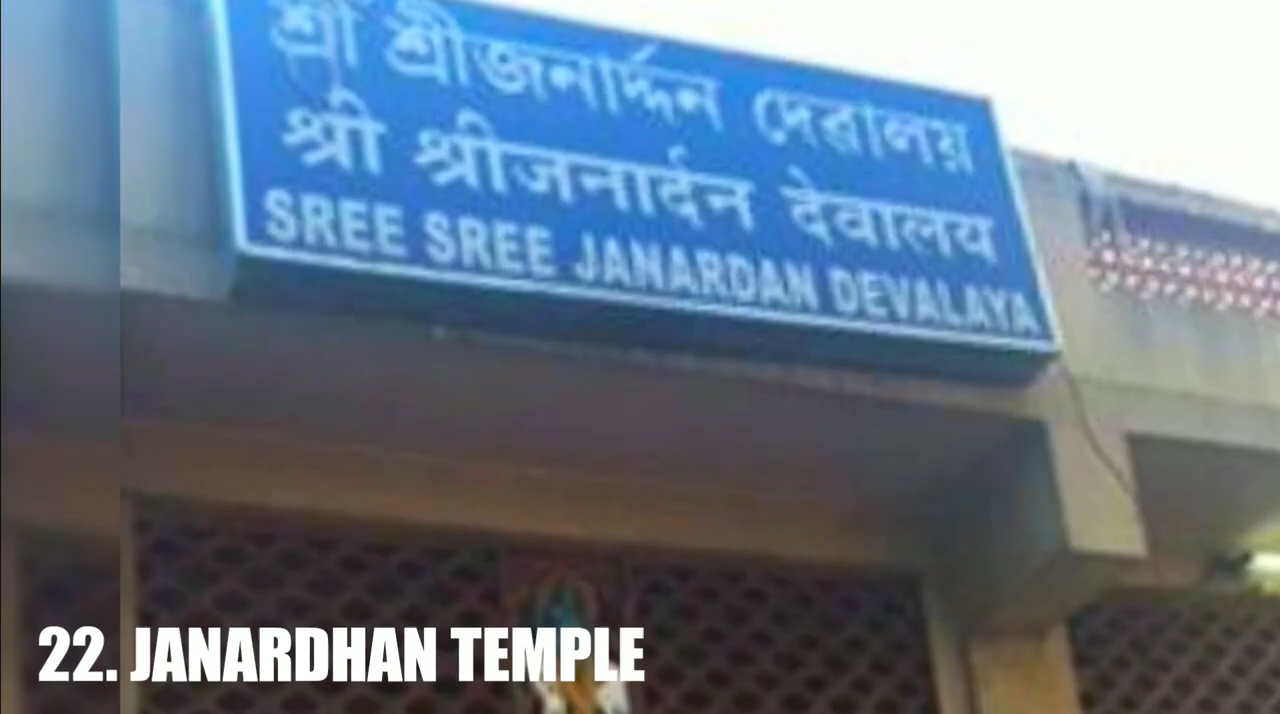 শ্রী শ্রীজনাৰ্দ্দন দেৱালয়
श्री श्रीजनार्दन देवालय
SREE SREE JANARDAN DEVALAYA
22. JANARDHAN TEMPLE